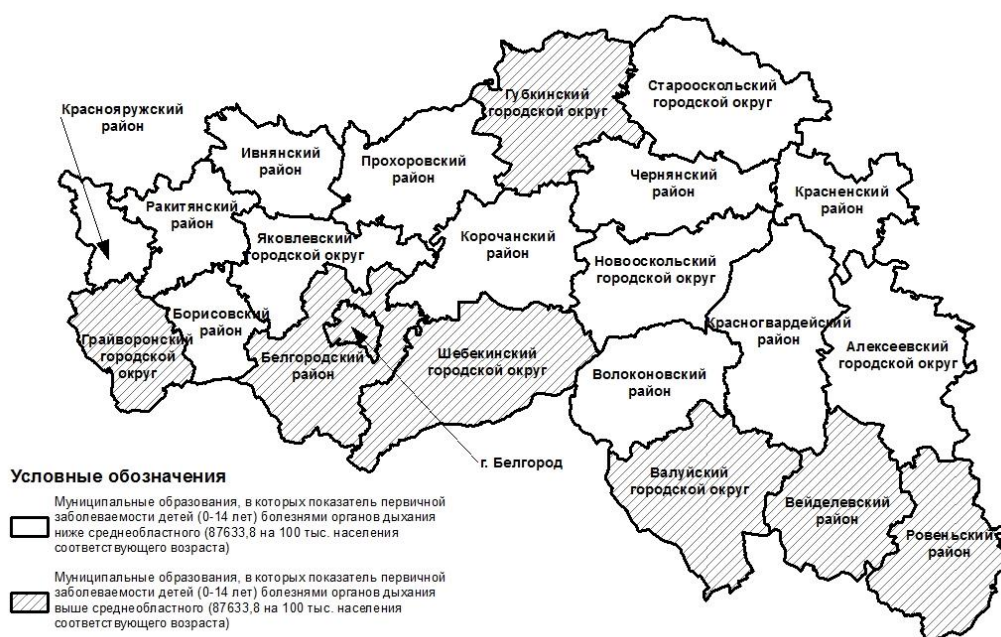 Губкинский
городской округ
Старооскольский
городской округ
Краснояружский
район
Ивнянский
район
Прохоровский
район
Чернянский
район
Красненский
район
Ракитянский
район
Яковлевский
городской округ
Корочанский
район
Новооскольский
городской округ
Борисовский
район
Красногвардейский
район
Грайворонский
городской
округ
Белгородский
район
Шебекинский
городской округ
Волоконовский
район
Алексеевский
городской округ
г. Белгород
Валуйский
городской округ
Вейделевский
район
Ровеньский
район
Условные обозначения
Муниципальные образования, в которых показатель первичной
заболеваемости детей (0-14 лет) болезнями органов дыхания
ниже среднеобластного (87633,8 на 100 тыс. населения
соответствующего возраста)
Муниципальные образования, в которых показатель первичной
заболеваемости детей (0-14 лет) болезнями органов дыхания
выше среднеобластного (87633,8 на 100 тыс. населения
соответствующего возраста)